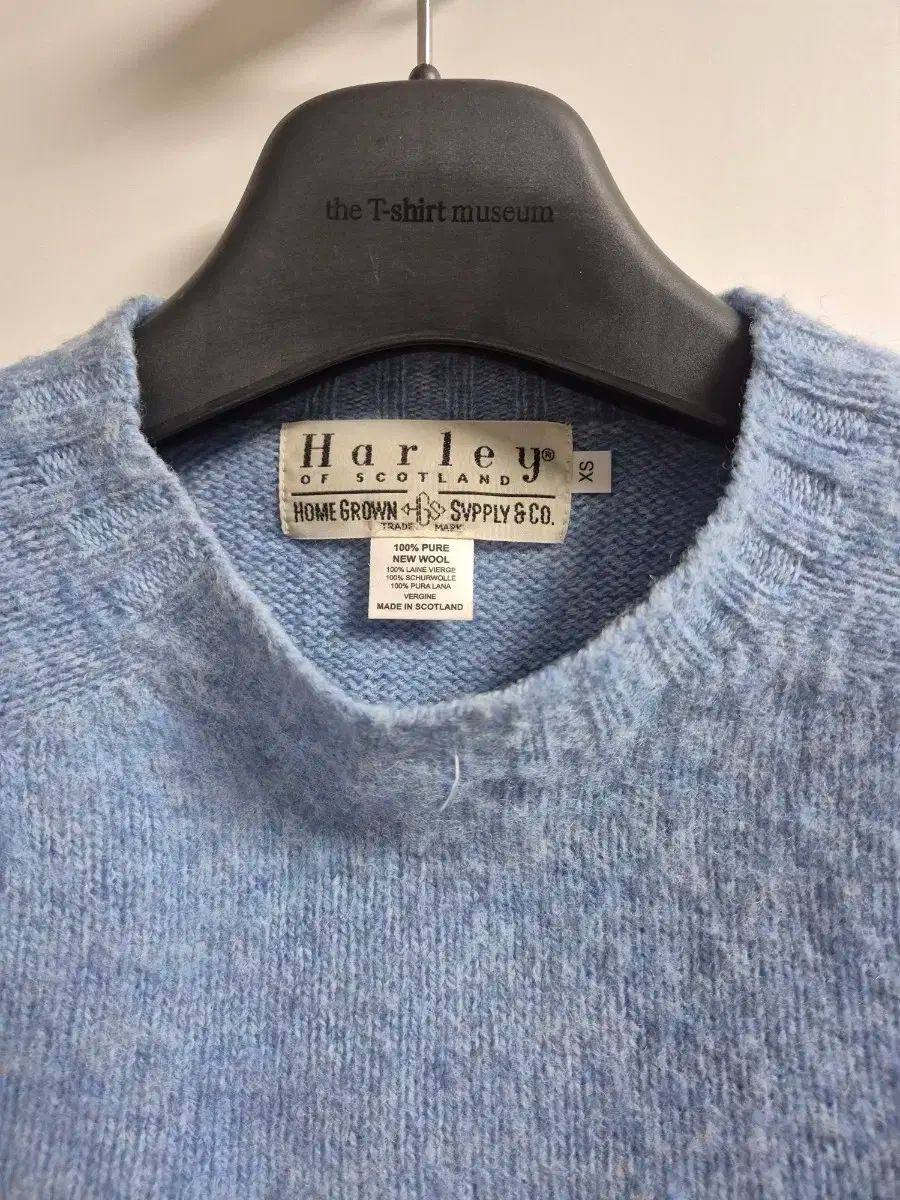 the T-shirt museum
Harley®
OF SCOTLAND
HOME GROWN HGS SVPPLY & CO.
TRADE MARK
XS
100% PURE
NEW WOOL
100% LAINE VIERGE
100% SCHURWOLLE
100% PURA LANA
VERGINE
MADE IN SCOTLAND